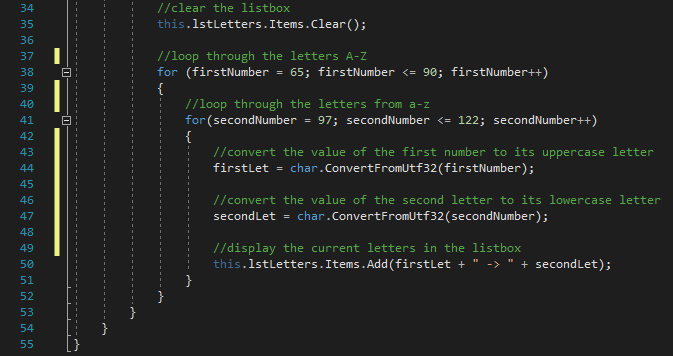 34 //clear the listbox
35 this.lstLetters.Items.Clear();
36
37 //loop through the letters A-Z
38 for (firstNumber = 65; firstNumber <= 90; firstNumber++)
39 {
40 //loop through the letters from a-z
41 for(secondNumber = 97; secondNumber <= 122; secondNumber++)
42 {
43 //convert the value of the first number to its uppercase letter
44 firstLet = char.ConvertFromUtf32(firstNumber);
45
46 //convert the value of the second letter to its lowercase letter
47 secondLet = char.ConvertFromUtf32(secondNumber);
48
49 //display the current letters in the listbox
50 this.lstLetters.Items.Add(firstLet + " -> " + secondLet);
51 }
52 }
53 }
54 }
55 }